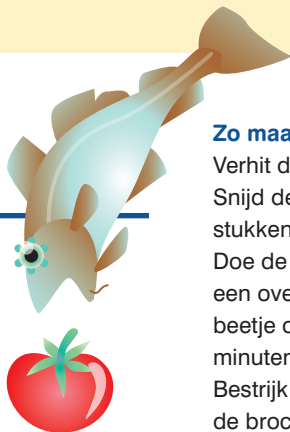 Zo maa
Verhit d
Snijd de
stukken
Doe de
een ove
beetje o
minuten
Bestrijk
de broc